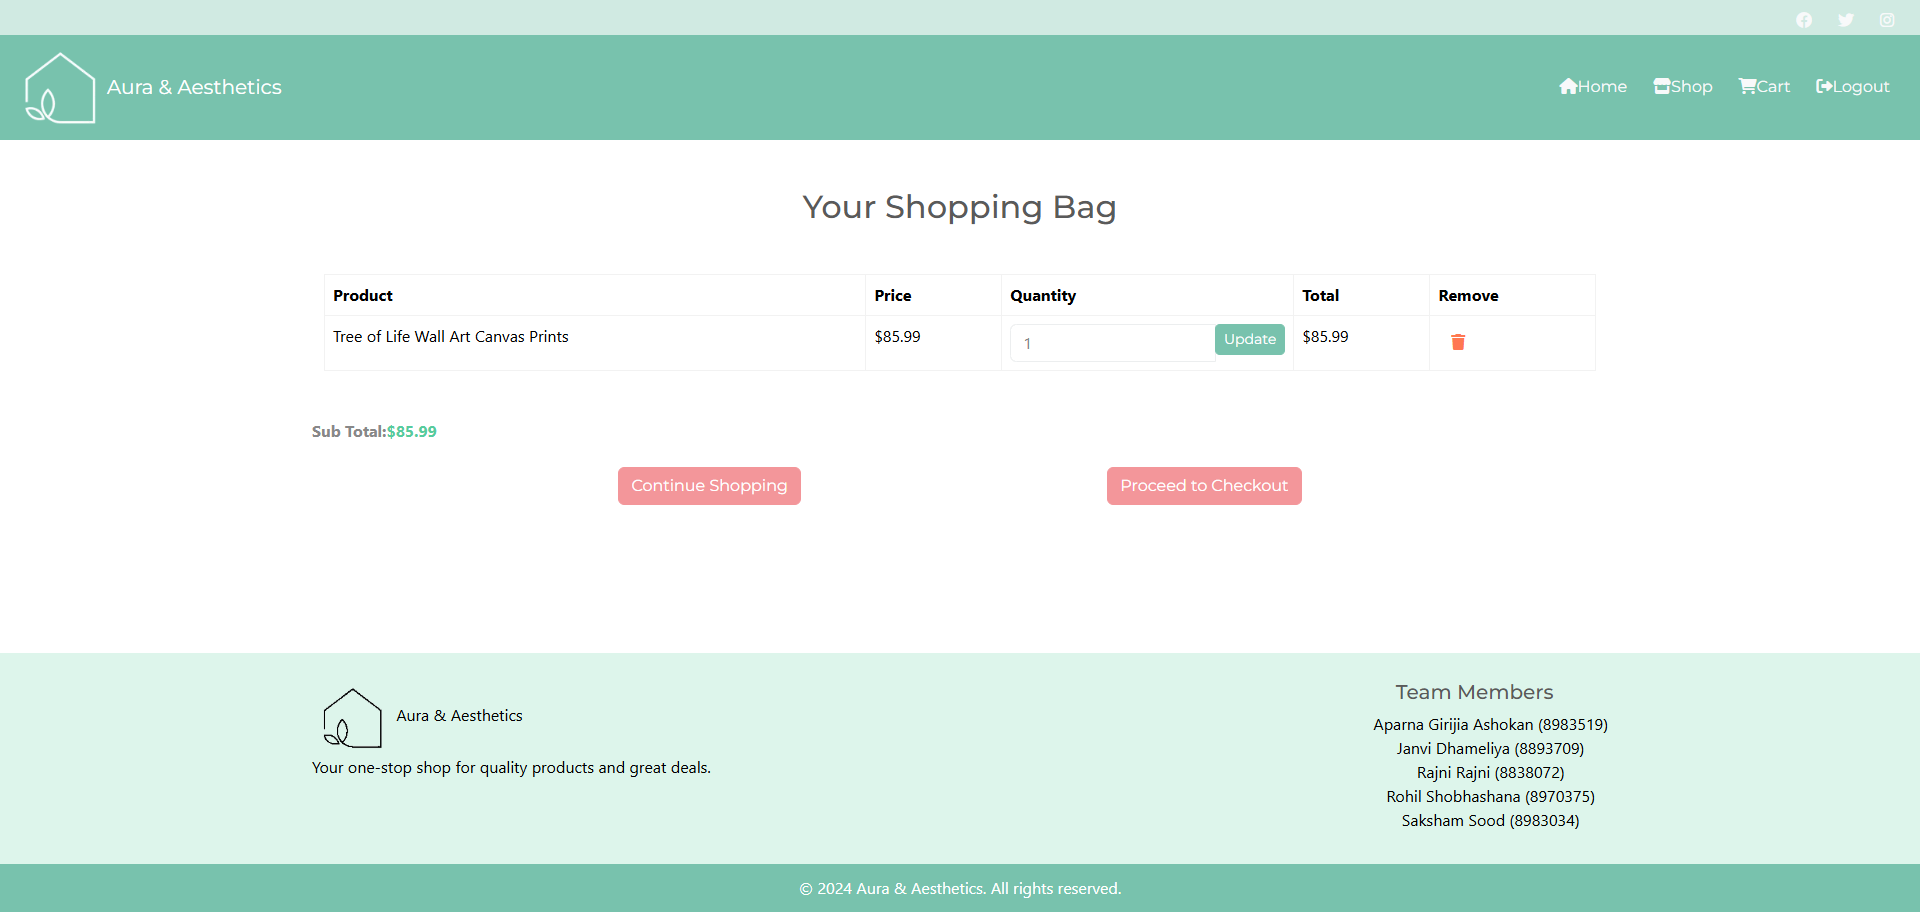 Aura & Aesthetics
Home Shop Cart Logout
Your Shopping Bag
Product Price Quantity Total Remove
Tree of Life Wall Art Canvas Prints $85.99 1 Update $85.99
Sub Total:$85.99
Continue Shopping Proceed to Checkout
Aura & Aesthetics
Your one-stop shop for quality products and great deals.
Team Members
Aparna Girijia Ashokan (8983519)
Janvi Dhameliya (8893709)
Rajni Rajni (8838072)
Rohil Shobhashana (8970375)
Saksham Sood (8983034)
© 2024 Aura & Aesthetics. All rights reserved.